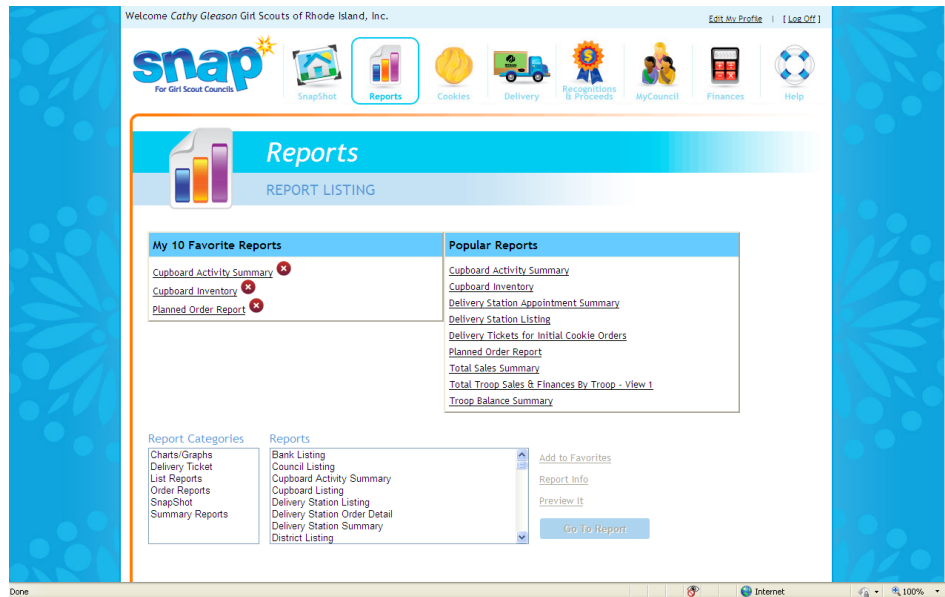 Welcome Cathy Gleason Girl Scouts of Rhode Island, Inc.
Edit My Profile | [ Log Off ]
snap
For Girl Scout Councils
SnapShot
Reports
Cookies
Delivery
Recognitions
& Proceeds
MyCouncil
Finances
Help
Reports
REPORT LISTING
My 10 Favorite Reports
Cupboard Activity Summary
Cupboard Inventory
Planned Order Report
Popular Reports
Cupboard Activity Summary
Cupboard Inventory
Delivery Station Appointment Summary
Delivery Station Listing
Delivery Tickets for Initial Cookie Orders
Planned Order Report
Total Sales Summary
Total Troop Sales & Finances By Troop - View 1
Troop Balance Summary
Report Categories
Charts/Graphs
Delivery Ticket
List Reports
Order Reports
SnapShot
Summary Reports
Reports
Bank Listing
Council Listing
Cupboard Activity Summary
Cupboard Listing
Delivery Station Listing
Delivery Station Order Detail
Delivery Station Summary
District Listing
Add to Favorites
Report Info
Preview It
Go To Report
Done
Internet
100%